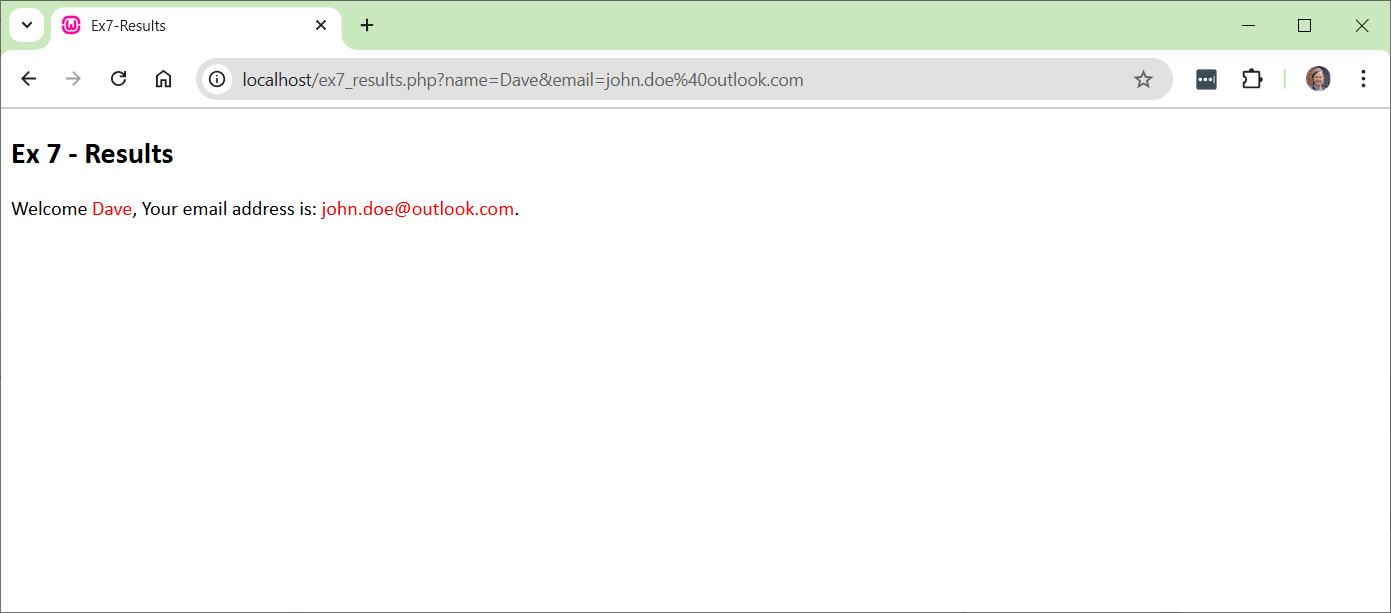 Ex7-Results
localhost/ex7_results.php?name=Dave&email=john.doe%40outlook.com
Ex 7 - Results
Welcome Dave, Your email address is: john.doe@outlook.com.